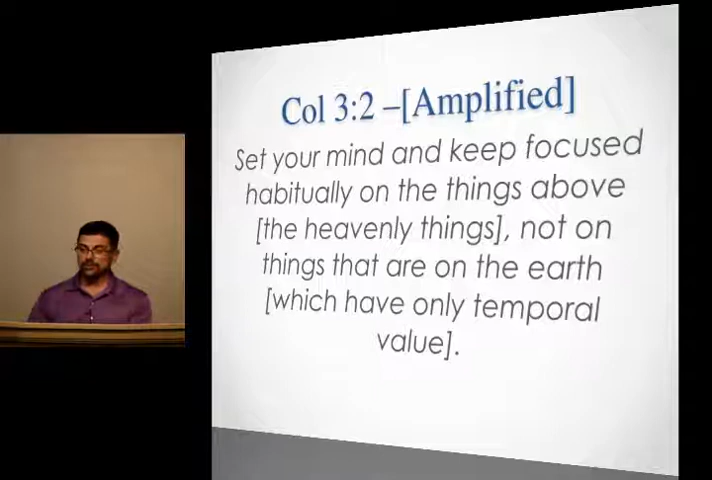 Col 3:2 –[Amplified]
Set your mind and keep focused
habitually on the things above
[the heavenly things], not on
things that are on the earth
[which have only temporal
value].